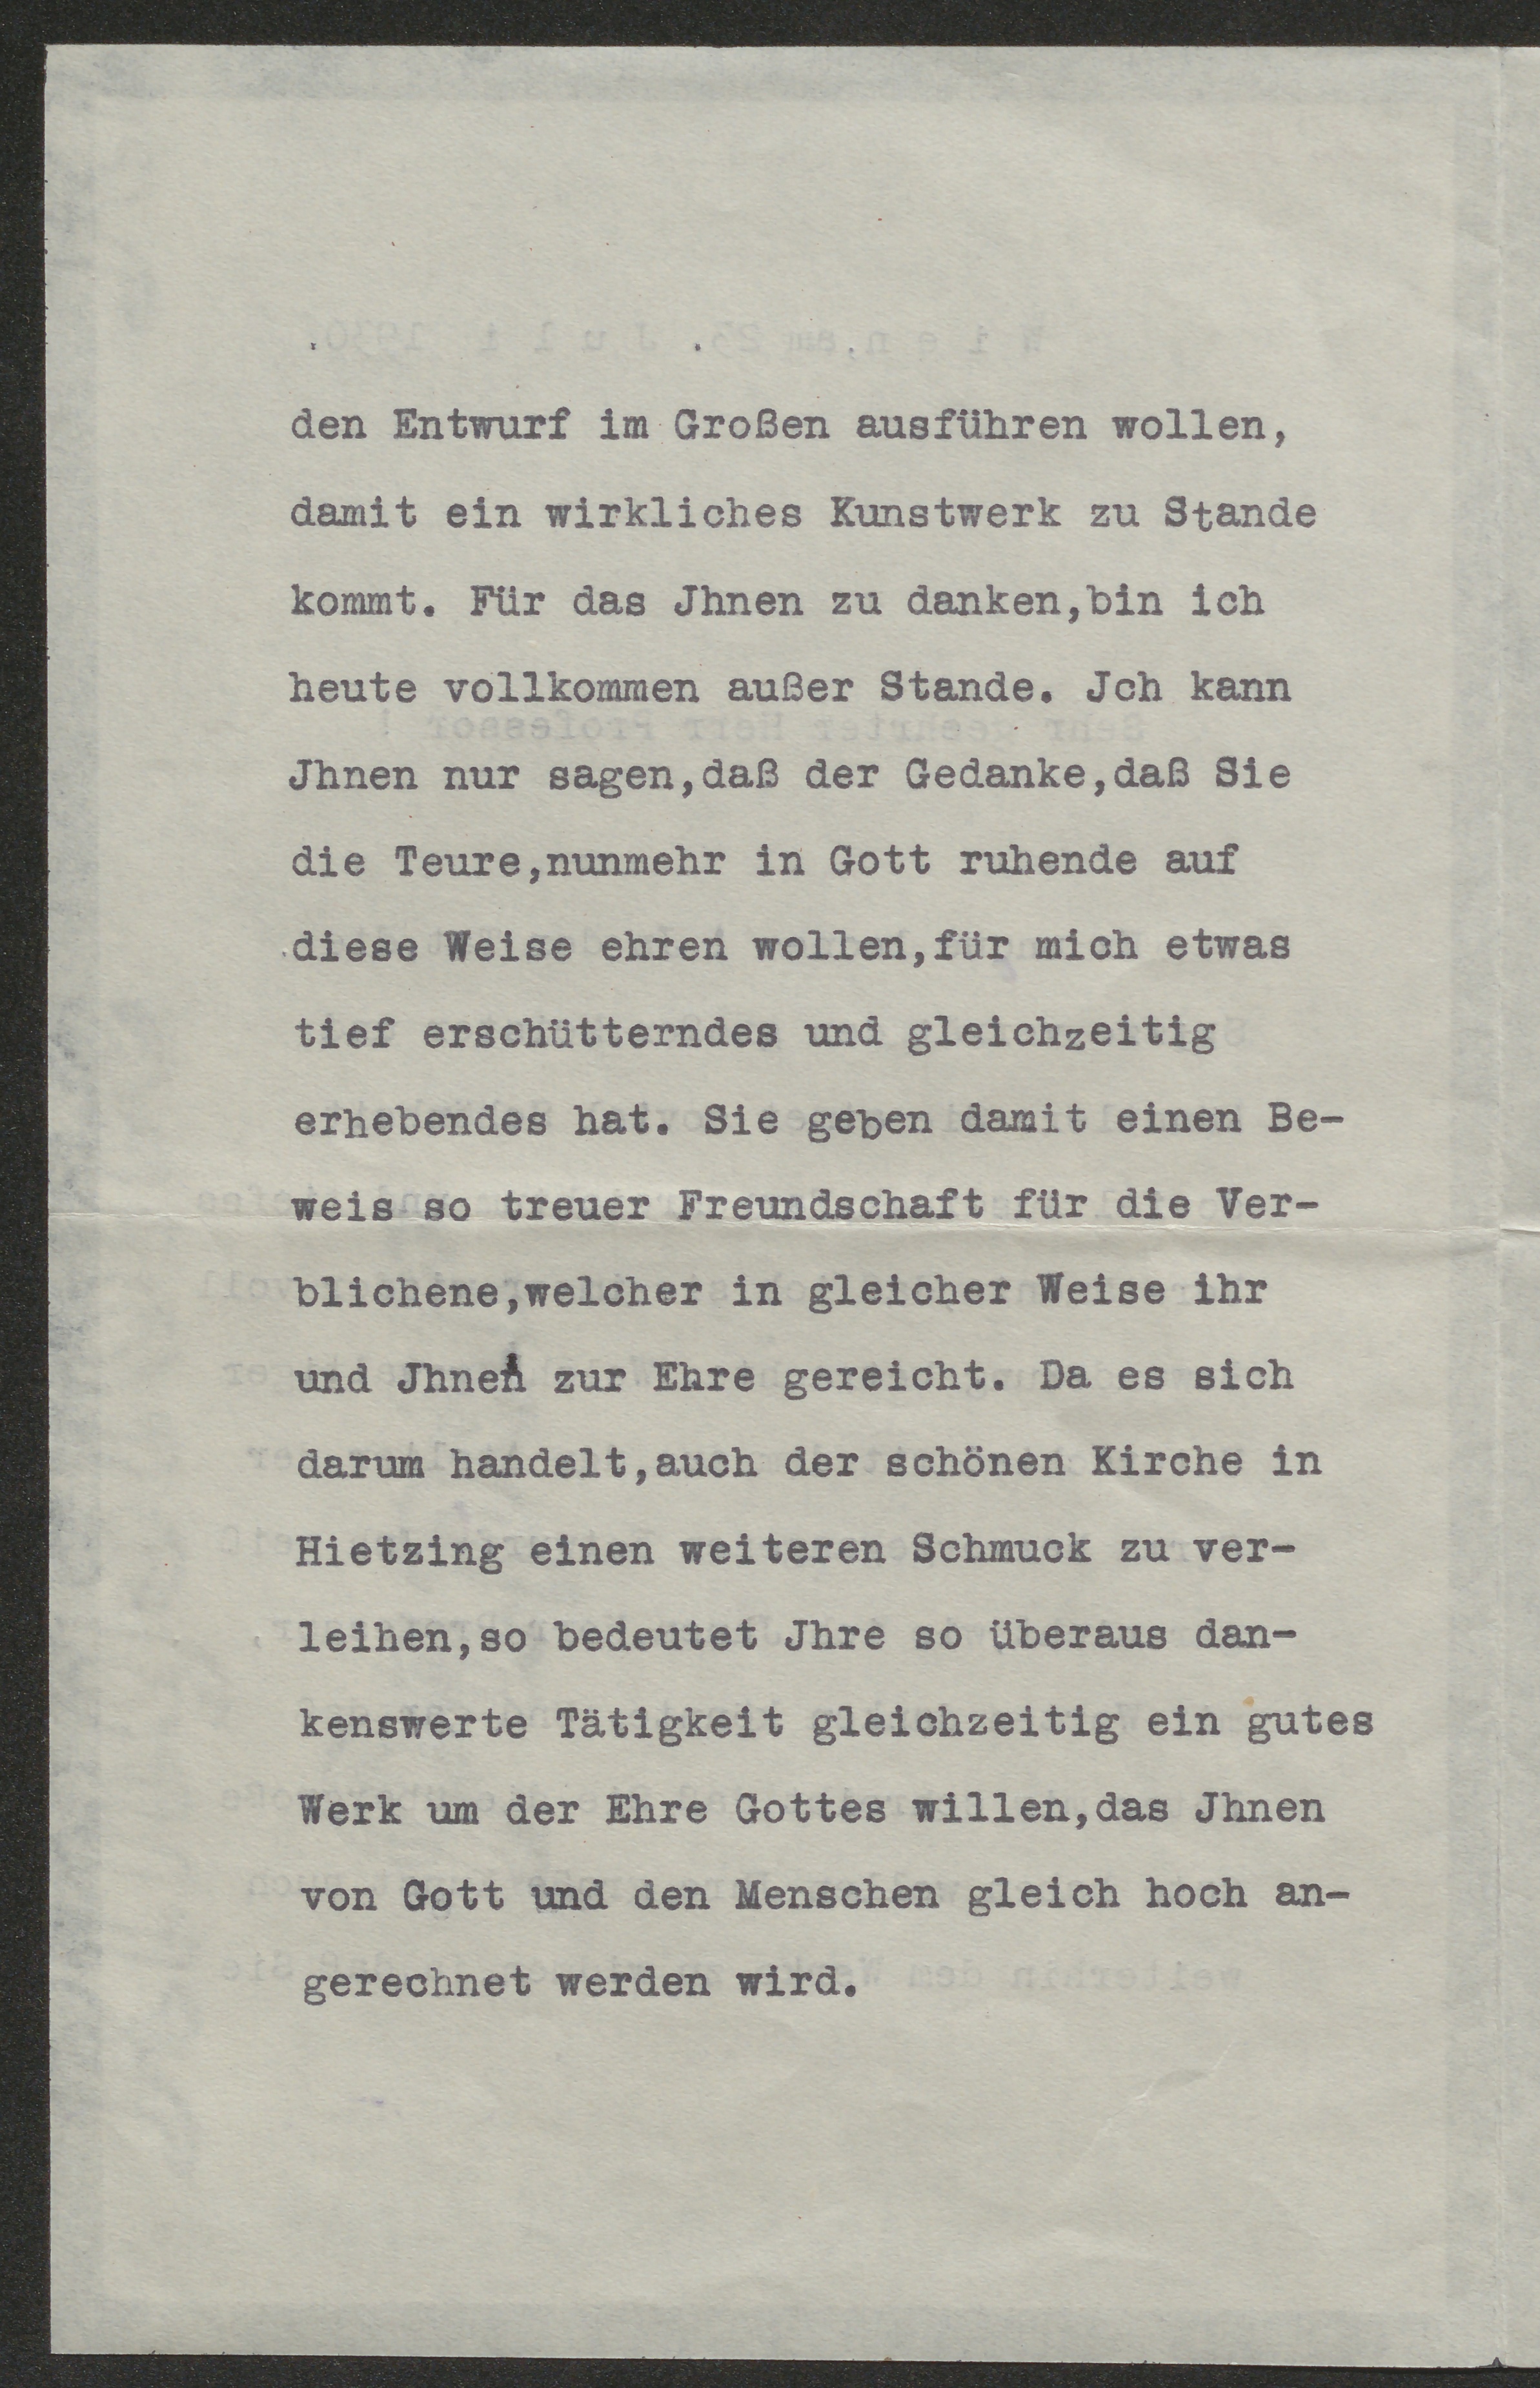 den Entwurf im Großen ausführen wollen,
damit ein wirkliches Kunstwerk zu Stande
kommt. Für das Jhnen zu danken,bin ich
heute vollkommen außer Stande. Jch kann
Jhnen nur sagen,daß der Gedanke,daß Sie
die Teure,nunmehr in Gott ruhende auf
diese Weise ehren wollen,für mich etwas
tief erschütterndes und gleichzeitig
erhebendes hat. Sie geben damit einen Be-
weis so treuer Freundschaft für die Ver-
blichene,welcher in gleicher Weise ihr
und Jhnen zur Ehre gereicht. Da es sich
darum handelt,auch der schönen Kirche in
Hietzing einen weiteren Schmuck zu ver-
leihen,so bedeutet Jhre so überaus dan-
kenswerte Tätigkeit gleichzeitig ein gutes
Werk um der Ehre Gottes willen,das Jhnen
von Gott und den Menschen gleich hoch an-
gerechnet werden wird.